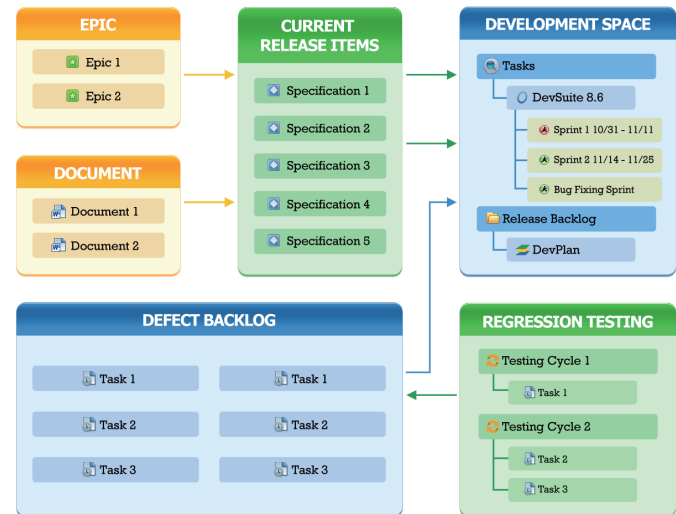 EPIC
Epic 1
Epic 2
DOCUMENT
Document 1
Document 2
CURRENT
RELEASE ITEMS
Specification 1
Specification 2
Specification 3
Specification 4
Specification 5
DEVELOPMENT SPACE
Tasks
DevSuite 8.6
Sprint 1 10/31 - 11/11
Sprint 2 11/14 - 11/25
Bug Fixing Sprint
Release Backlog
DevPlan
DEFECT BACKLOG
Task 1
Task 1
Task 2
Task 2
Task 3
Task 3
REGRESSION TESTING
Testing Cycle 1
Task 1
Testing Cycle 2
Task 2
Task 3